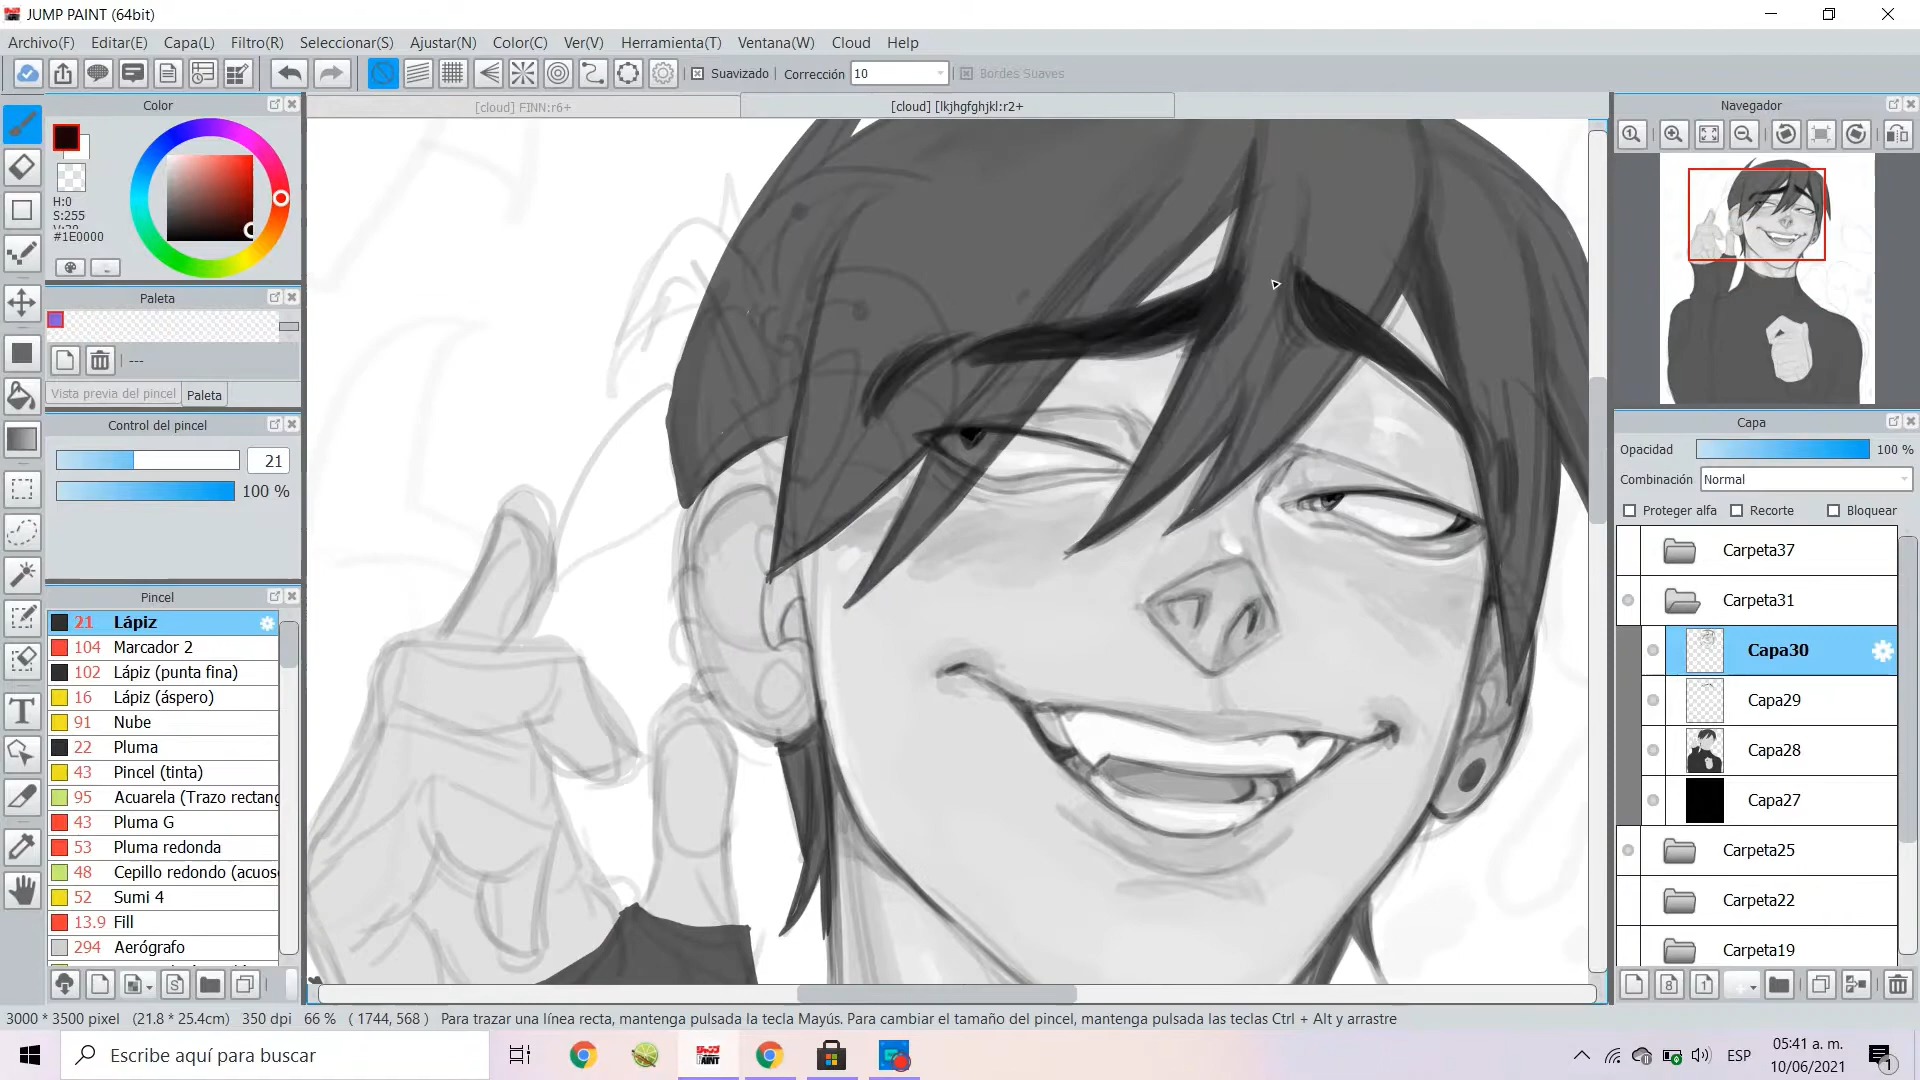 JUMP PAINT (64bit)
Archivo(F) Editar(E) Capa(L) Filtro(R) Seleccionar(S) Ajustar(N) Color(C) Ver(V) Herramienta(T) Ventana(W) Cloud Help
Suavizado Corrección 10 Bordes Suaves
Color
[cloud] FINN:r6+
[cloud] [lkjhgfghjkl:r2+
Navegador
H:0
S:255
#1E0000
Paleta
---
Vista previa del pincel Paleta
Control del pincel
21
100 %
Pincel
21 Lápiz
104 Marcador 2
102 Lápiz (punta fina)
16 Lápiz (áspero)
91 Nube
22 Pluma
43 Pincel (tinta)
95 Acuarela (Trazo rectang
43 Pluma G
53 Pluma redonda
48 Cepillo redondo (acuos
52 Sumi 4
13.9 Fill
294 Aerógrafo
Capa
Opacidad 100 %
Combinación Normal
Proteger alfa Recorte Bloquear
Carpeta37
Carpeta31
Capa30
Capa29
Capa28
Capa27
Carpeta25
Carpeta22
Carpeta19
3000 * 3500 pixel (21.8 * 25.4cm) 350 dpi 66 % ( 1744, 568 ) Para trazar una línea recta, mantenga pulsada la tecla Mayús. Para cambiar el tamaño del pincel, mantenga pulsadas las teclas Ctrl + Alt y arrastre
Escribe aquí para buscar
PAINT
ESP
05:41 a. m.
10/06/2021
1